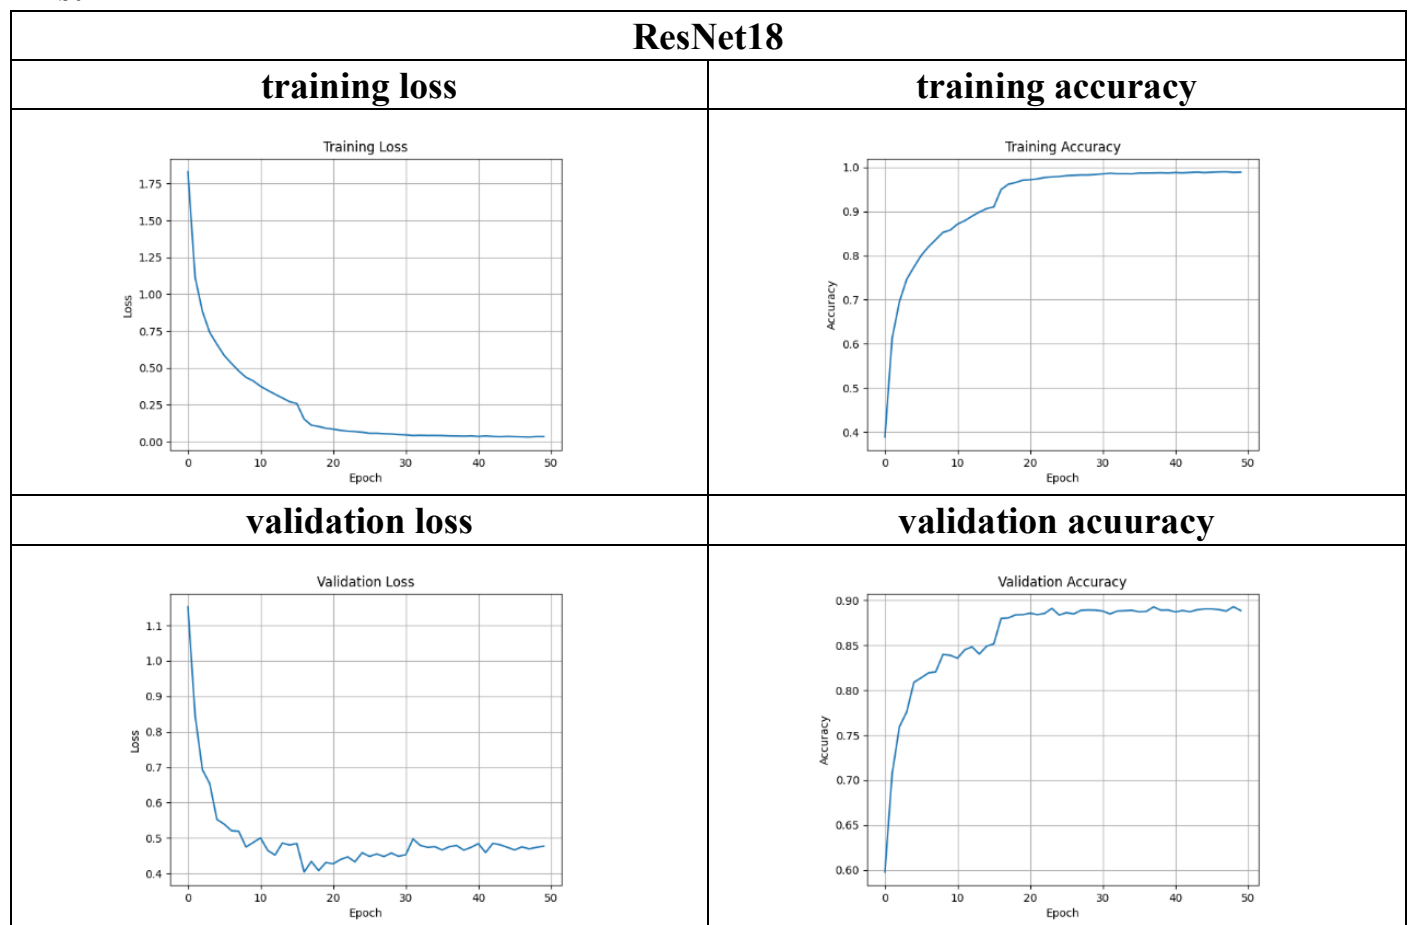 ResNet18
training loss
training accuracy
Training Loss
1.75
1.50
1.25
1.00
0.75
0.50
0.25
0.00
Loss
0 10 20 30 40 50
Epoch
Training Accuracy
1.0
0.9
0.8
0.7
0.6
0.5
0.4
Accuracy
0 10 20 30 40 50
Epoch
validation loss
validation acuuracy
Validation Loss
1.1
1.0
0.9
0.8
0.7
0.6
0.5
0.4
Loss
0 10 20 30 40 50
Epoch
Validation Accuracy
0.90
0.85
0.80
0.75
0.70
0.65
0.60
Accuracy
0 10 20 30 40 50
Epoch